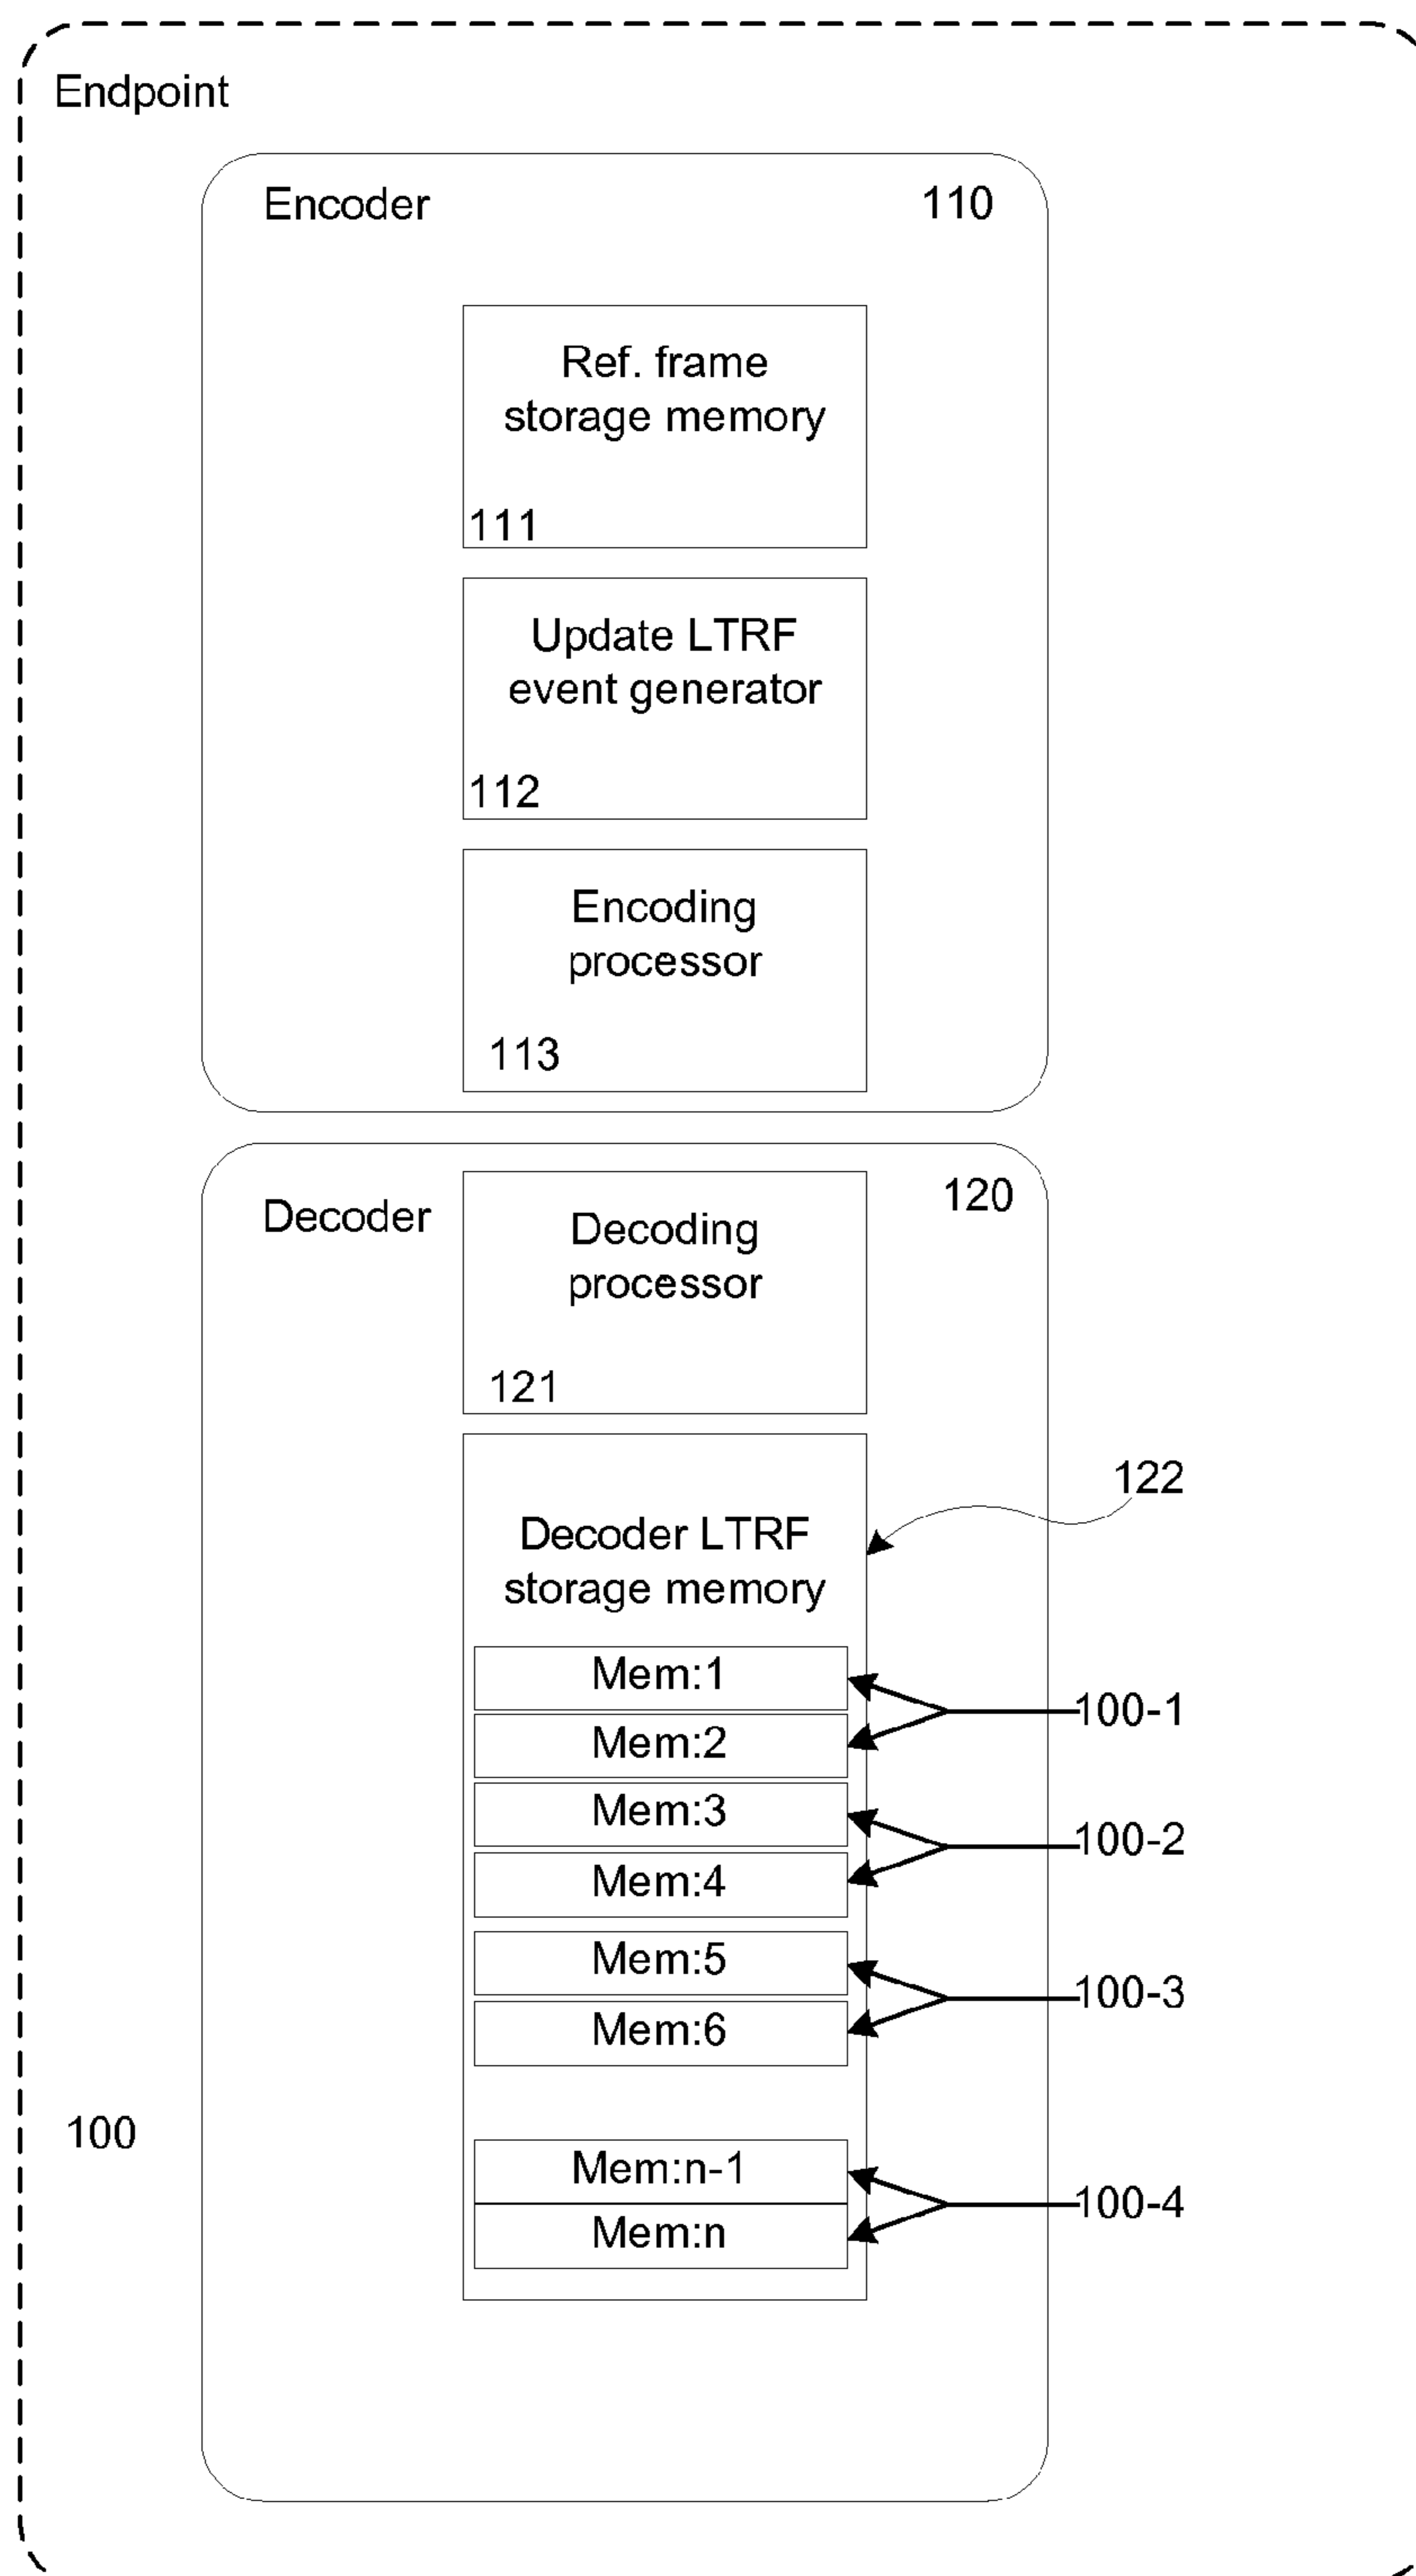 Endpoint
Encoder
110
Ref. frame
storage memory
111
Update LTRF
event generator
112
Encoding
processor
113
Decoder
120
Decoding
processor
121
122
Decoder LTRF
storage memory
Mem:1
100-1
Mem:2
Mem:3
100-2
Mem:4
Mem:5
100-3
Mem:6
100
Mem:n-1
100-4
Mem:n